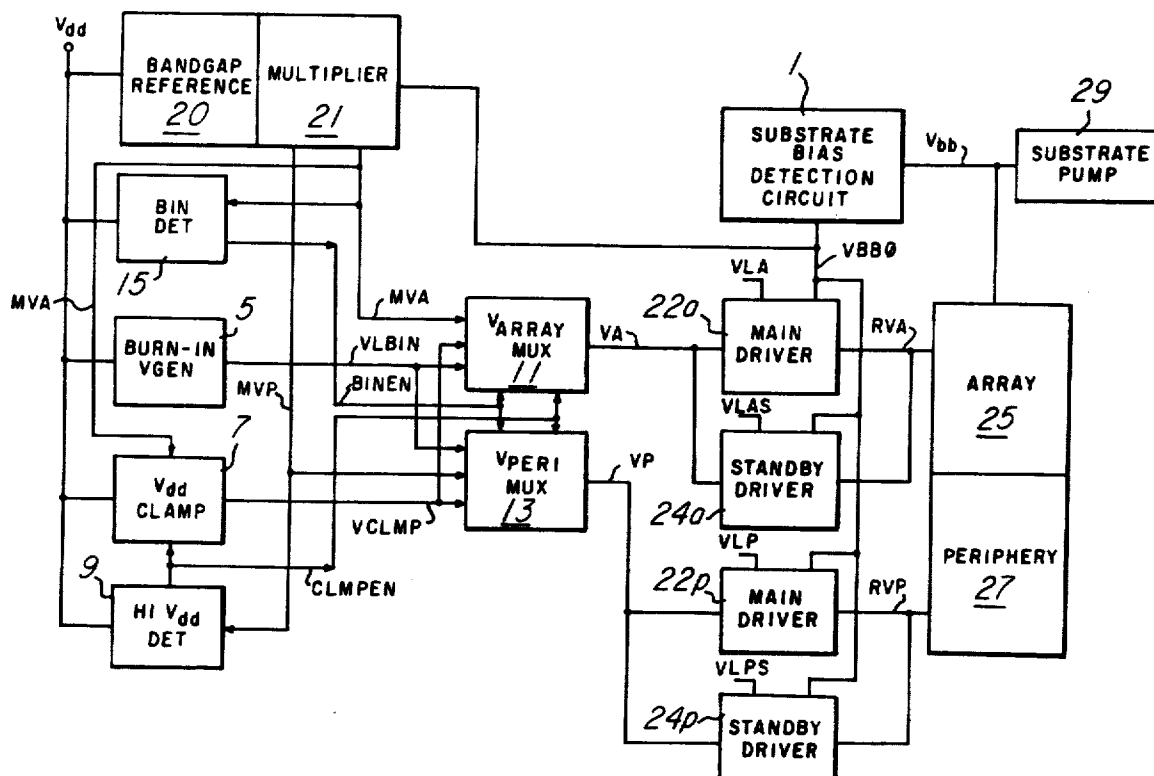 Vdd
BANDGAP
REFERENCE
20
MULTIPLIER
21
1
SUBSTRATE
BIAS
DETECTION
CIRCUIT
Vbb
29
SUBSTRATE
PUMP
BIN
DET
15
MVA
VBBØ
VLA
MVA
5
BURN-IN
VGEN
VLBIN
BINEN
MVP
VARRAY
MUX
11
VA
22a
MAIN
DRIVER
RVA
ARRAY
25
VLAS
7
Vdd
CLAMP
VCLMP
VPERI
MUX
13
VP
STANDBY
DRIVER
24a
PERIPHERY
27
9
HI Vdd
DET
CLMPEN
VLP
22p
MAIN
DRIVER
RVP
VLPS
24p
STANDBY
DRIVER